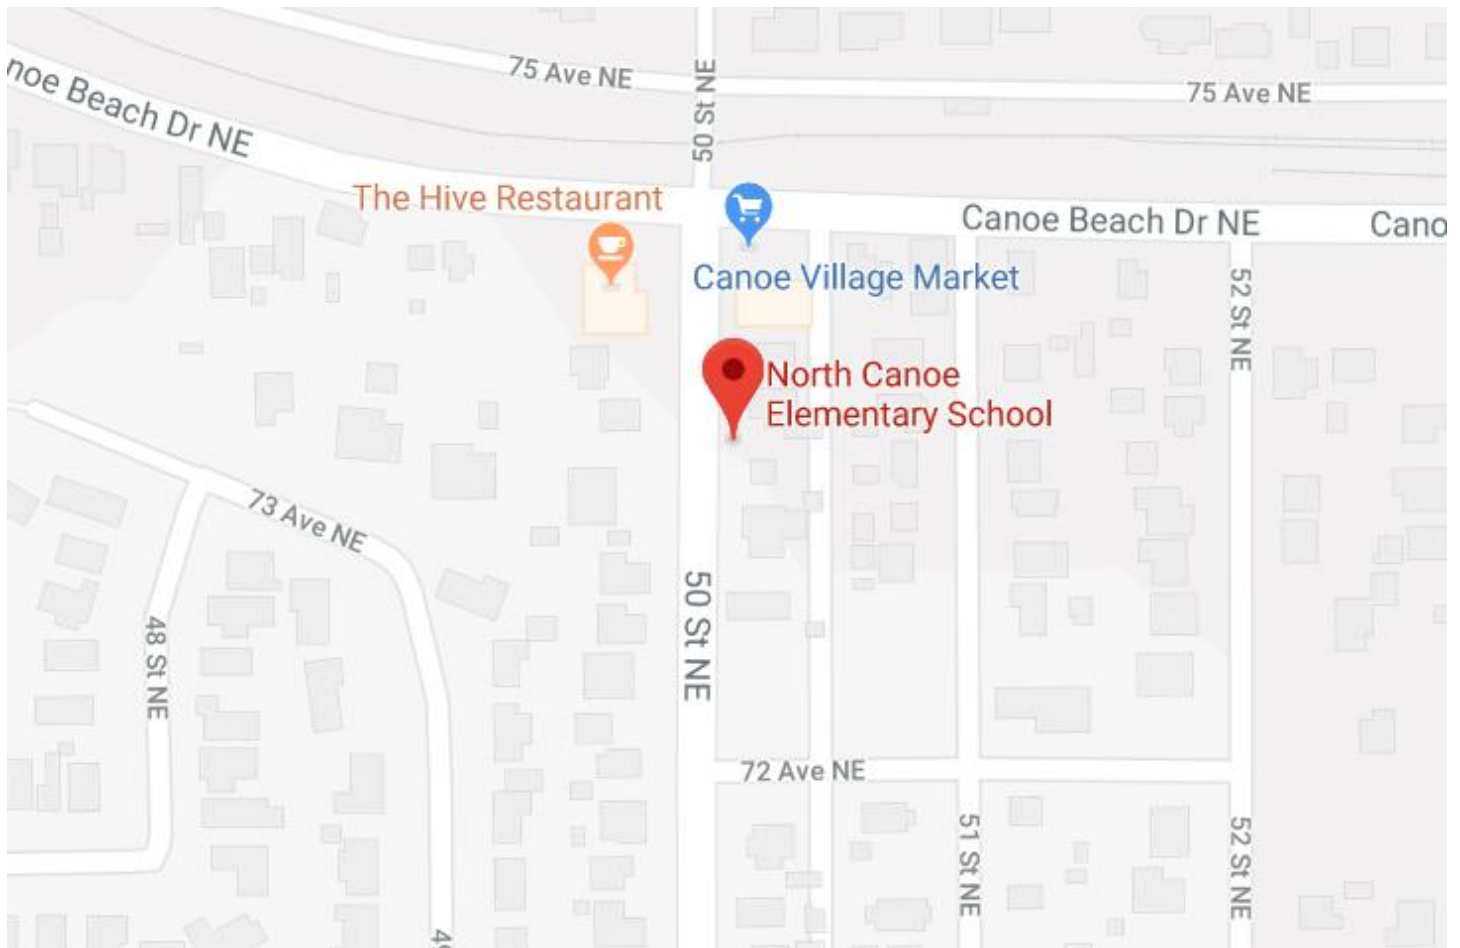 75 Ave NE
75 Ave NE
50 St NE
noe Beach Dr NE
The Hive Restaurant
Canoe Beach Dr NE
Cano
Canoe Village Market
52 St NE
North Canoe
Elementary School
73 Ave NE
50 St NE
48 St NE
72 Ave NE
51 St NE
52 St NE